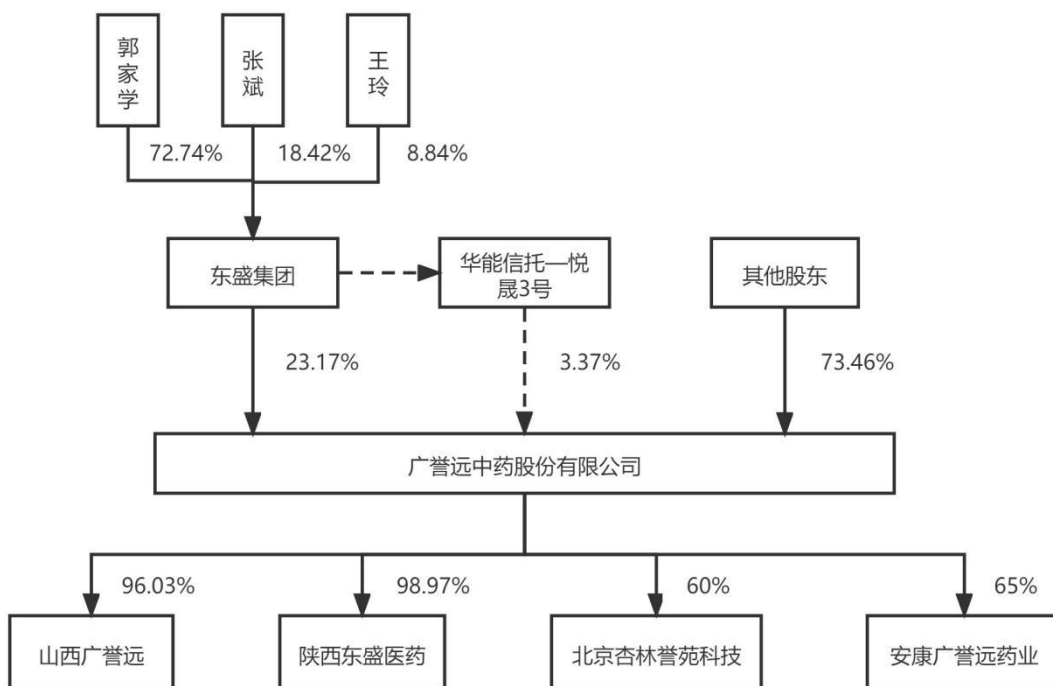 郭家学
张斌
王玲
72.74%
18.42%
8.84%
东盛集团
华能信托—悦
晟3号
其他股东
23.17%
3.37%
73.46%
广誉远中药股份有限公司
96.03%
98.97%
60%
65%
山西广誉远
陕西东盛医药
北京杏林誉苑科技
安康广誉远药业